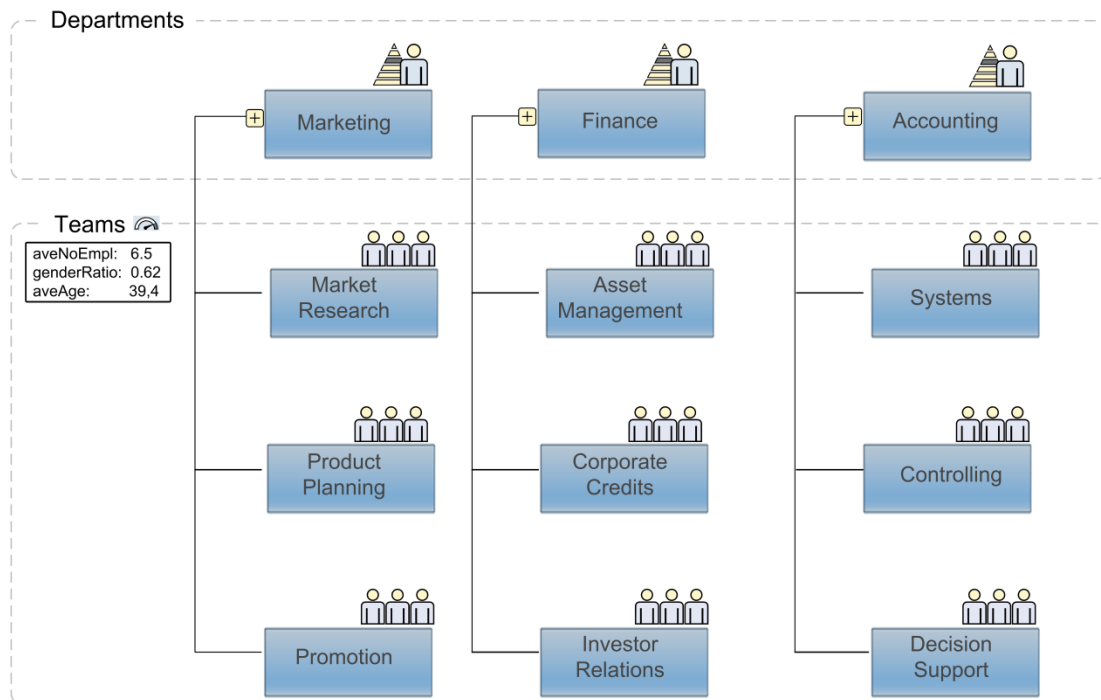 Departments
Marketing
Finance
Accounting
Teams
aveNoEmpl: 6.5
genderRatio: 0.62
aveAge: 39,4
Market
Research
Asset
Management
Systems
Product
Planning
Corporate
Credits
Controlling
Promotion
Investor
Relations
Decision
Support